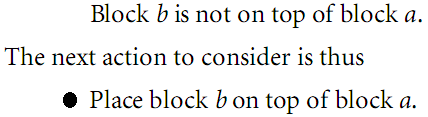 Block b is not on top of block a.
The next action to consider is thus
● Place block b on top of block a.